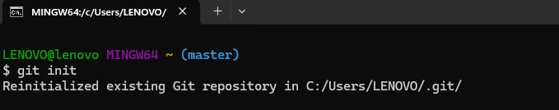 MINGW64:/c/Users/LENOVO/
LENOVO@lenovo MINGW64 ~ (master)
$ git init
Reinitialized existing Git repository in C:/Users/LENOVO/.git/